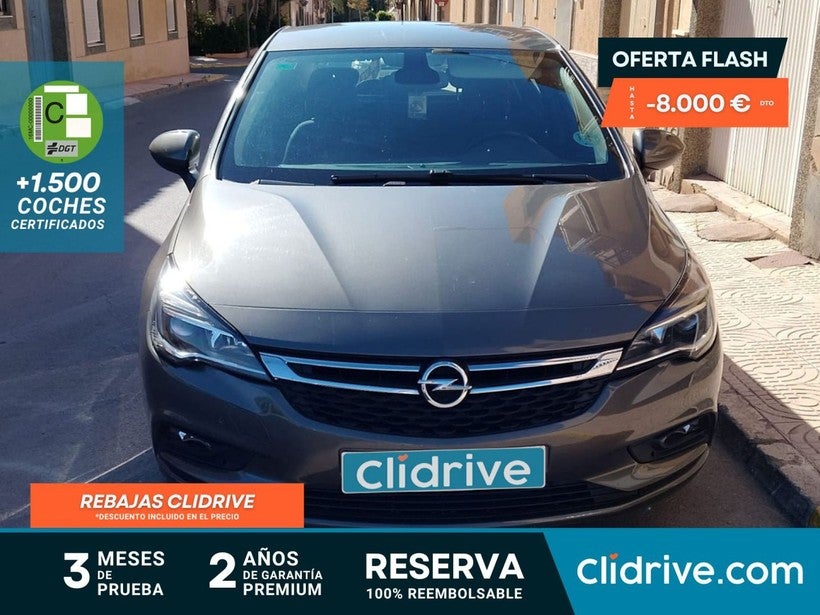 C
DGT
+1.500
COCHES
CERTIFICADOS
OFERTA FLASH
HASTA
-8.000 € DTO
Clidrive
REBAJAS CLIDRIVE
*DESCUENTO INCLUIDO EN EL PRECIO
3 MESES
DE
PRUEBA
2 AÑOS
DE GARANTÍA
PREMIUM
RESERVA
100% REEMBOLSABLE
Clidrive.com